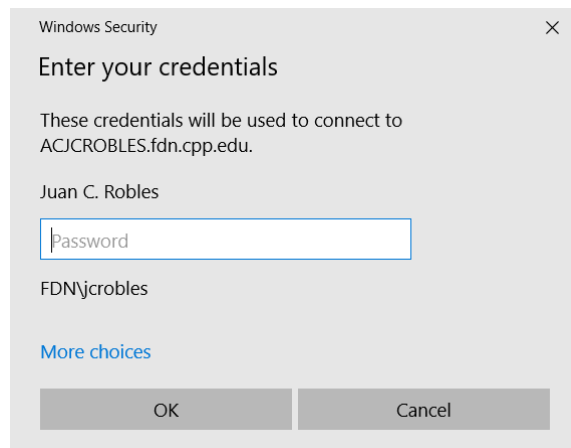 Windows Security
Enter your credentials
These credentials will be used to connect to
ACJCROBLES.fdn.cpp.edu.
Juan C. Robles
Password
FDN\jcrobles
More choices
OK
Cancel